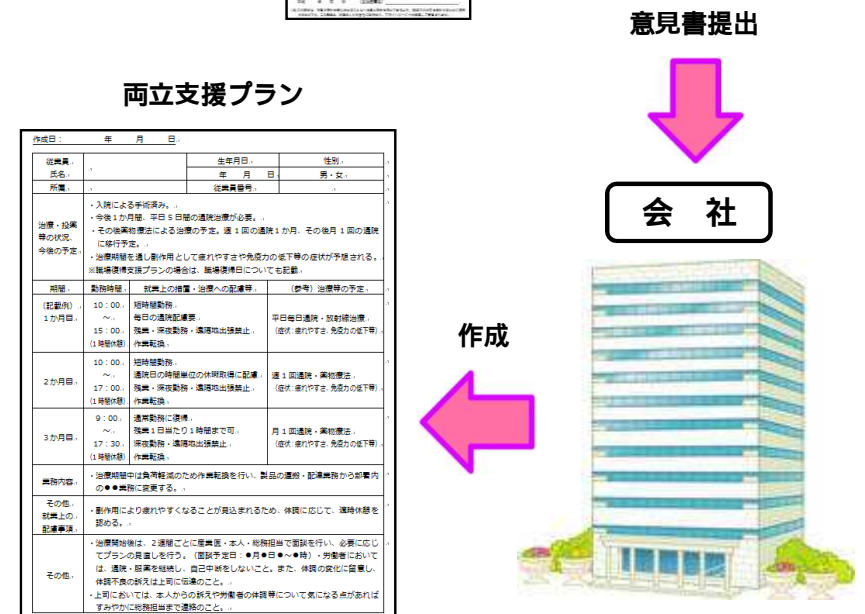 意見書提出
両立支援プラン
会 社
作成
作成日： 年 月 日
従業員 氏名 生年月日 性別
年 月 日 男・女
所属 従業員番号
治療・投薬等の状況、今後の予定
・入院による手術済み。
・今後１か月間、平日５日間の通院治療が必要。
・その後薬物療法による治療の予定。週１回の通院１か月、その後月１回の通院
に移行予定。
・治療期間を通し副作用として疲れやすさや免疫力の低下等の症状が予想される。
※職場復帰支援プランの場合は、職場復帰日についても記載
期間 勤務時間 就業上の措置・治療への配慮等 （参考）治療等の予定
（記載例）
１か月目
10：00
～
15：00
(１時間休憩)
短時間勤務
毎日の通院配慮要
残業・深夜勤務・遠隔地出張禁止
作業転換
平日毎日通院・放射線治療
(症状：疲れやすさ、免疫力の低下等)
２か月目
10：00
～
17：00
(１時間休憩)
短時間勤務
通院日の時間単位の休暇取得に配慮
残業・深夜勤務・遠隔地出張禁止
作業転換
週１回通院・薬物療法
(症状：疲れやすさ、免疫力の低下等)
３か月目
9：00
～
17：30
(１時間休憩)
通常勤務に復帰
残業１日当たり１時間まで可
深夜勤務・遠隔地出張禁止
作業転換
月１回通院・薬物療法
(症状：疲れやすさ、免疫力の低下等)
業務内容
・治療期間中は負荷軽減のため作業転換を行い、製品の運搬・配達業務から部署内
の●●業務に変更する。
その他
就業上の
配慮事項
・副作用により疲れやすくなることが見込まれるため、体調に応じて、適時休憩を
認める。
その他
・治療開始後は、２週間ごとに産業医・本人・総務担当で面談を行い、必要に応じ
てプランの見直しを行う。（面談予定日：●月●日●～●時）・労働者において
は、通院・服薬を継続し、自己中断をしないこと。また、体調の変化に留意し、
体調不良の訴えは上司に伝達のこと。
・上司においては、本人からの訴えや労働者の体調等について気になる点があれば
すみやかに総務担当まで連絡のこと。